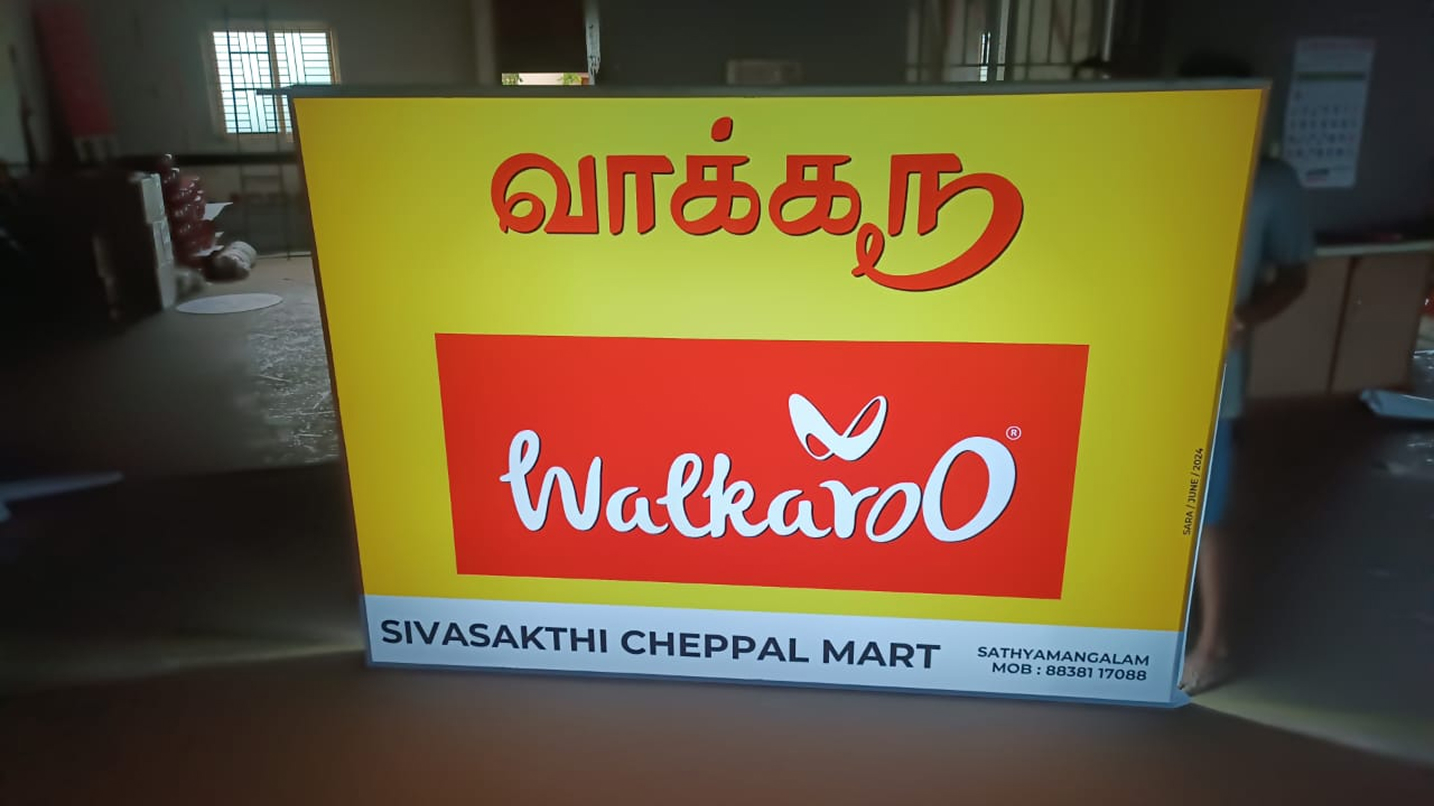 வாக்கரூ
Walkaroo®
SIVASAKTHI CHEPPAL MART
SATHYAMANGALAM
MOB : 88381 17088
SARA / JUNE / 2024